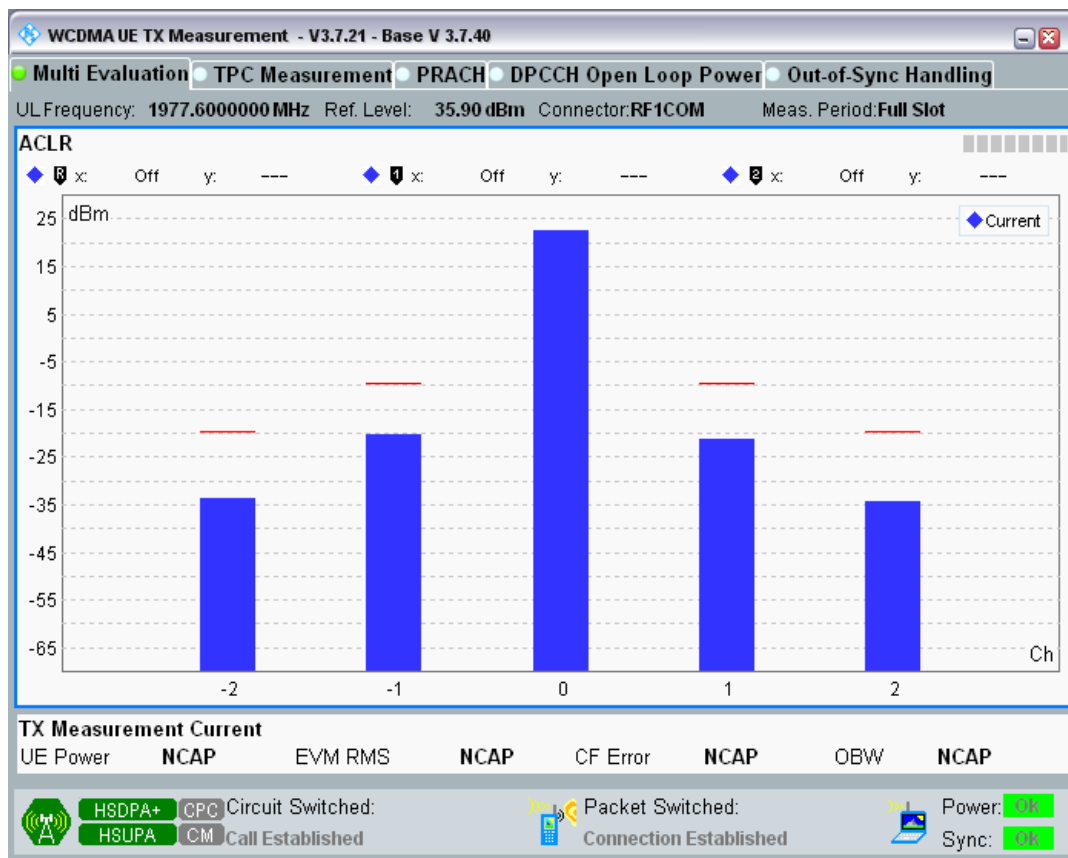 WCDMA UE TX Measurement - V3.7.21 - Base V 3.7.40
Multi Evaluation TPC Measurement PRACH DPCCH Open Loop Power Out-of-Sync Handling
UL Frequency: 1977.6000000 MHz Ref. Level: 35.90 dBm Connector:RF1COM Meas. Period:Full Slot
ACLR
R x: Off y: --- 1 x: Off y: --- 2 x: Off y: ---
dBm
Current
25
15
5
-5
-15
-25
-35
-45
-55
-65
Ch
-2 -1 0 1 2
TX Measurement Current
UE Power NCAP EVM RMS NCAP CF Error NCAP OBW NCAP
HSDPA+ CPC Circuit Switched: Packet Switched: Power: OK
HSUPA CM Call Established Connection Established Sync: OK